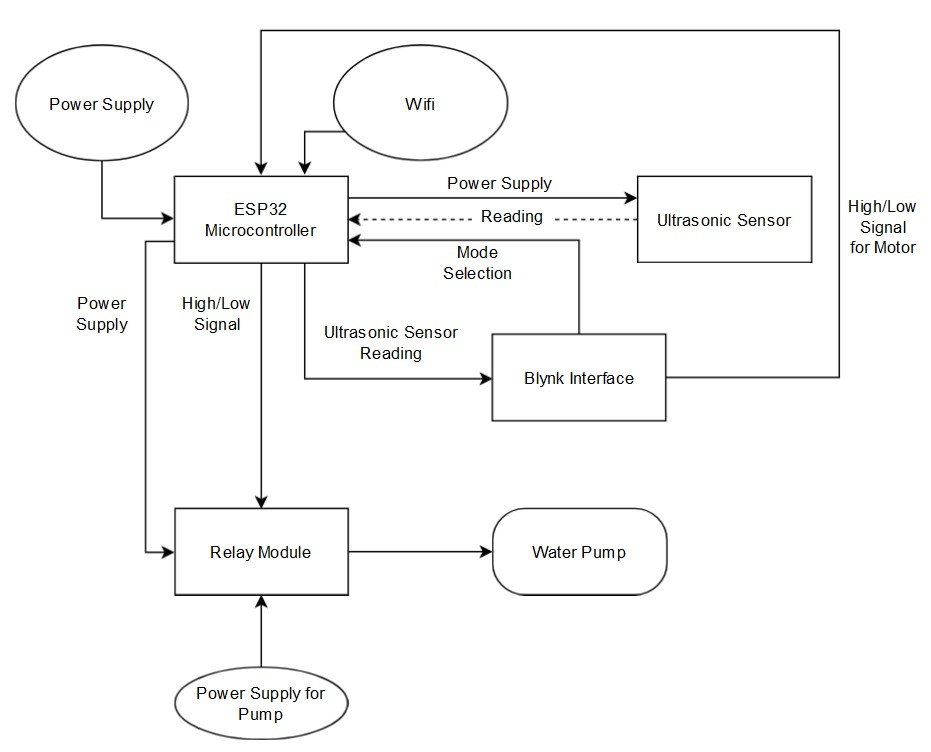 Power Supply
Wifi
ESP32
Microcontroller
Power Supply
Reading
Ultrasonic Sensor
High/Low
Signal
for Motor
Mode
Selection
Power
Supply
High/Low
Signal
Ultrasonic Sensor
Reading
Blynk Interface
Relay Module
Water Pump
Power Supply for
Pump